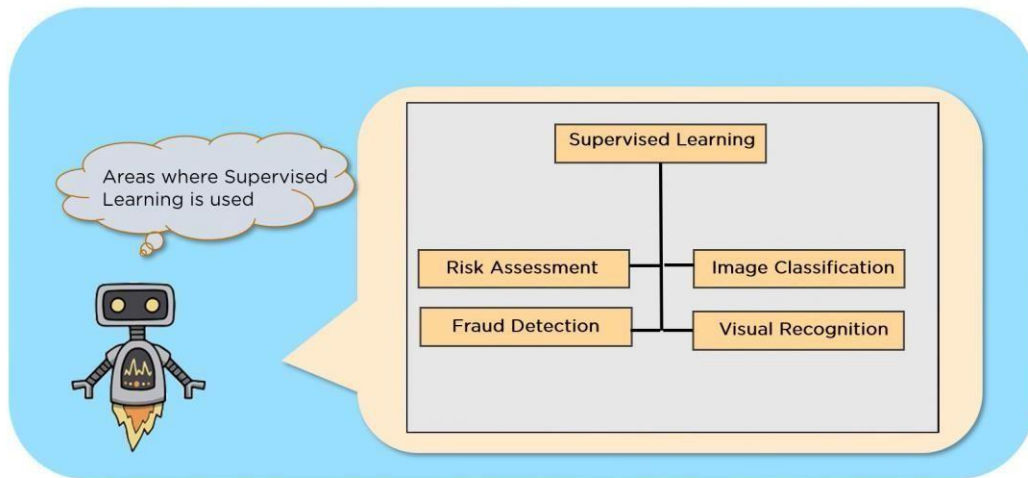 Areas where Supervised
Learning is used
Supervised Learning
Risk Assessment
Image Classification
Fraud Detection
Visual Recognition